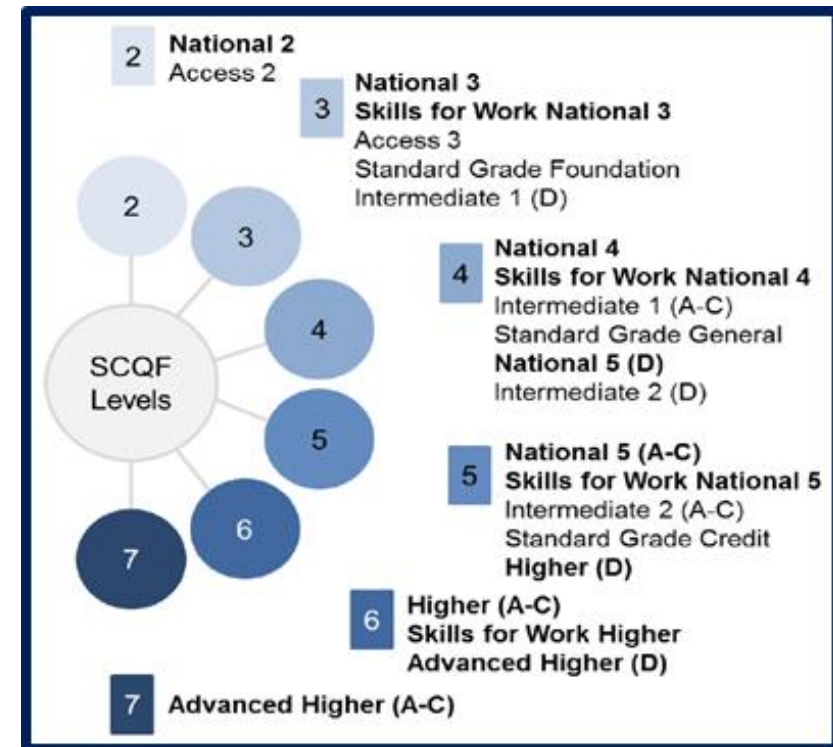 2
National 2
Access 2
3
National 3
Skills for Work National 3
Access 3
Standard Grade Foundation
Intermediate 1 (D)
2
3
4
5
6
7
SCQF
Levels
4
National 4
Skills for Work National 4
Intermediate 1 (A-C)
Standard Grade General
National 5 (D)
Intermediate 2 (D)
5
National 5 (A-C)
Skills for Work National 5
Intermediate 2 (A-C)
Standard Grade Credit
Higher (D)
6
Higher (A-C)
Skills for Work Higher
Advanced Higher (D)
7
Advanced Higher (A-C)